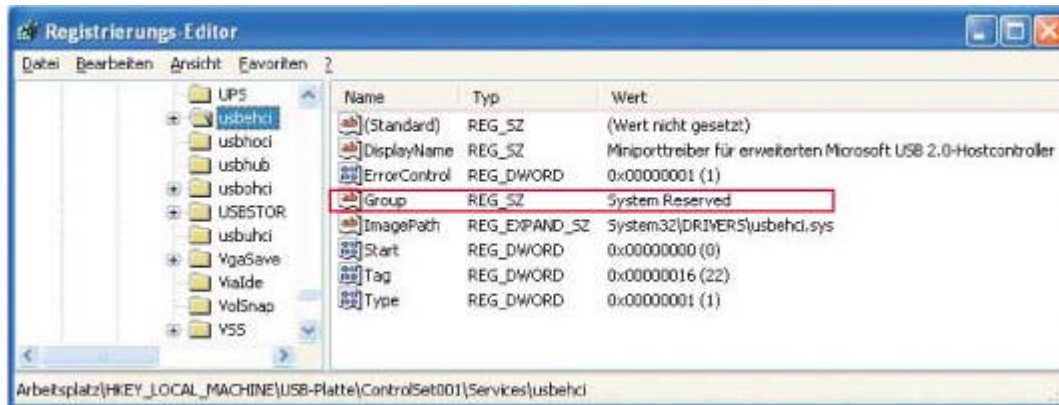 Registrierungs-Editor
Datei Bearbeiten Ansicht Favoriten ?
UPS
usbehci
usbhoci
usbhub
usbohci
USBSTOR
usbuhci
VgaSave
ViaIde
VolSnap
VSS
Name Typ Wert
(Standard) REG_SZ (Wert nicht gesetzt)
DisplayName REG_SZ Miniporttreiber für erweiterten Microsoft USB 2.0-Hostcontroller
ErrorControl REG_DWORD 0x00000001 (1)
Group REG_SZ System Reserved
ImagePath REG_EXPAND_SZ System32\DRIVERS\usbehci.sys
Start REG_DWORD 0x00000000 (0)
Tag REG_DWORD 0x00000016 (22)
Type REG_DWORD 0x00000001 (1)
Arbeitsplatz\HKEY_LOCAL_MACHINE\USB-Platte\ControlSet001\Services\usbehci